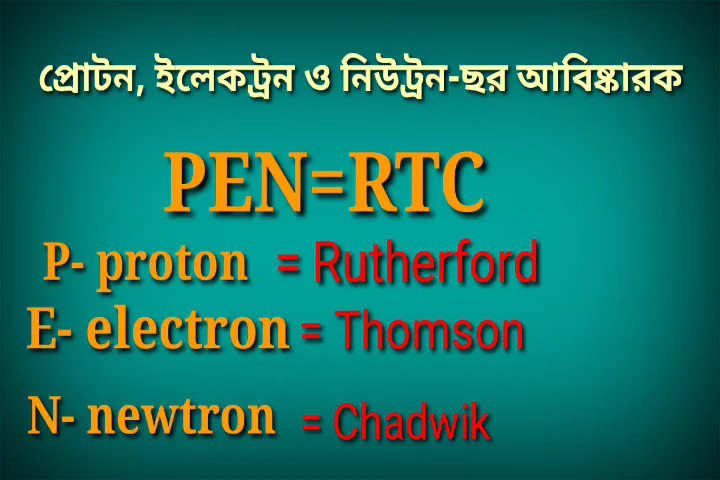 প্রোটন, ইলেকট্রন ও নিউট্রন-ছর আবিষ্কারক
PEN=RTC
P- proton = Rutherford
E- electron = Thomson
N- newtron = Chadwik